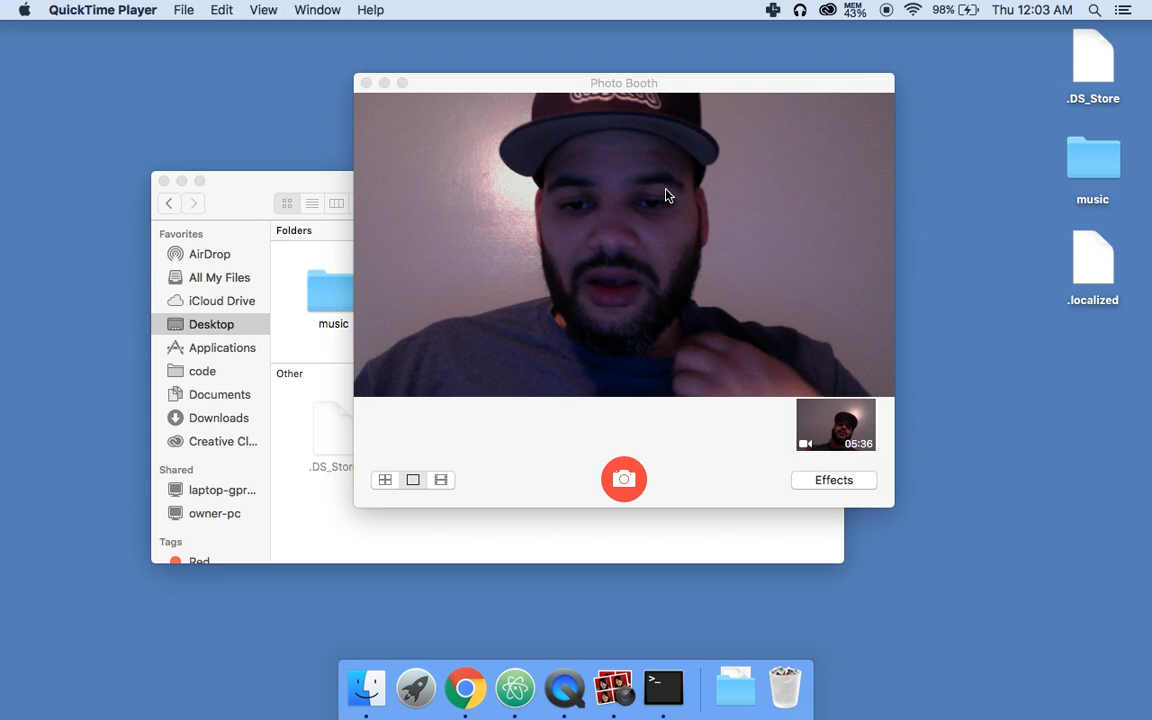 QuickTime Player File Edit View Window Help MEM 43% 98% Thu 12:03 AM
.DS_Store
music
.localized
Photo Booth
05:36
Effects
Favorites
AirDrop
All My Files
iCloud Drive
Desktop
Applications
code
Documents
Downloads
Creative Cl...
Shared
laptop-gpr...
owner-pc
Tags
Red
Folders
music
Other
.DS_Stor
>_